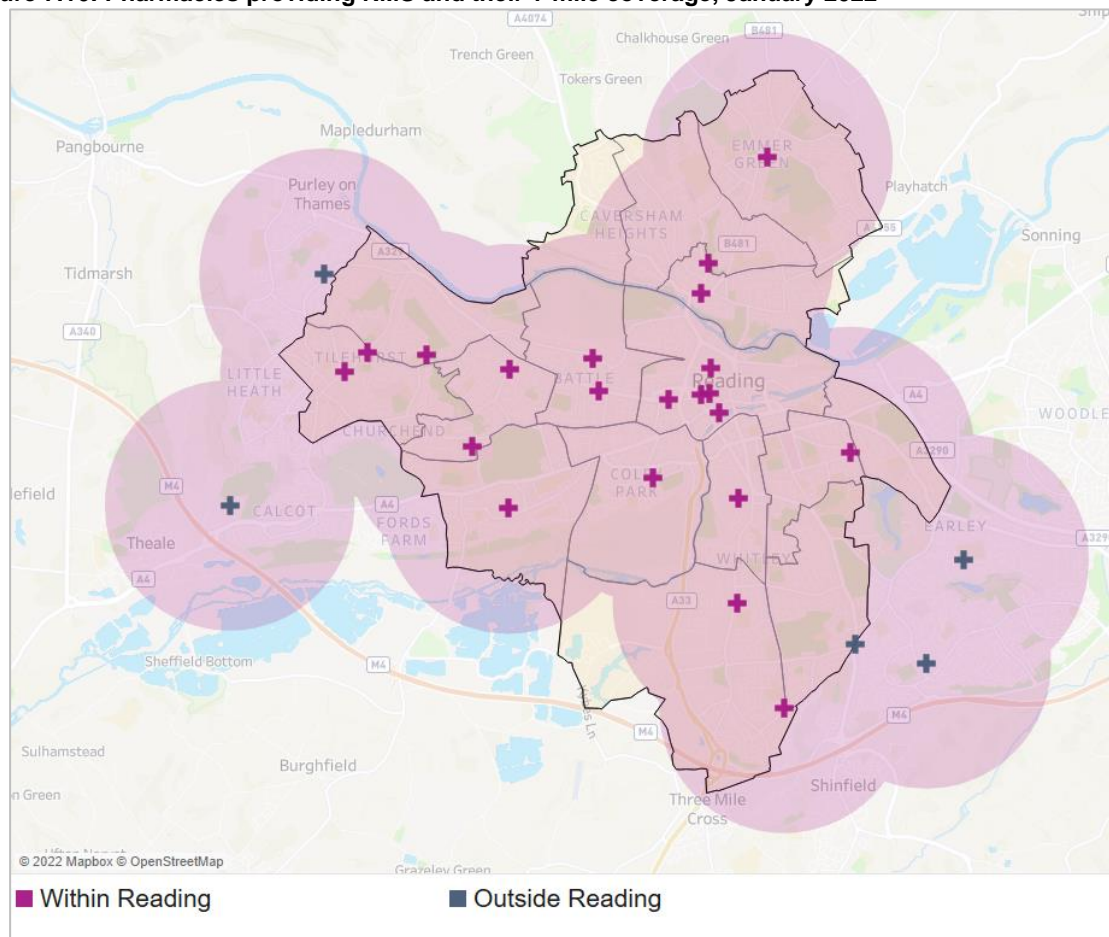 A4074
B481
Chalkhouse Green
Trench Green
Tokers Green
Mapledurham
Pangbourne
EMMER
GREEN
Purley on
Thames
Playhatch
CAVERSHAM
HEIGHTS
Sonning
B481
Tidmarsh
A340
TILEHURST
LITTLE
HEATH
BATTLE
Reading
A4
WOODLE
CHURCHEND
A3290
lefield
M4
COLEY
PARK
CALCOT
A4
FORDS
FARM
EARLEY
Theale
WHITLEY
A4
A33
Sheffield Bottom
M4
M4
M4
Sulhamstead
Burghfield
Shinfield
n Green
Three Mile
Cross
© 2022 Mapbox © OpenStreetMap
Grazeley Green
Within Reading
Outside Reading